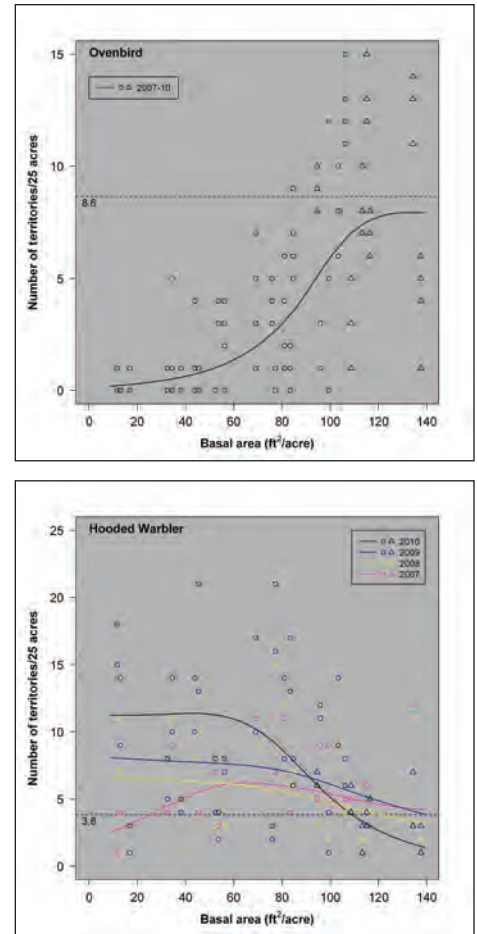 Ovenbird
2007-10
15
10
8.6
5
0
Number of territories/25 acres
0 20 40 60 80 100 120 140
Basal area (ft²/acre)
Hooded Warbler
2010
2009
2008
2007
25
20
15
10
5
3.8
0
Number of territories/25 acres
0 20 40 60 80 100 120 140
Basal area (ft²/acre)